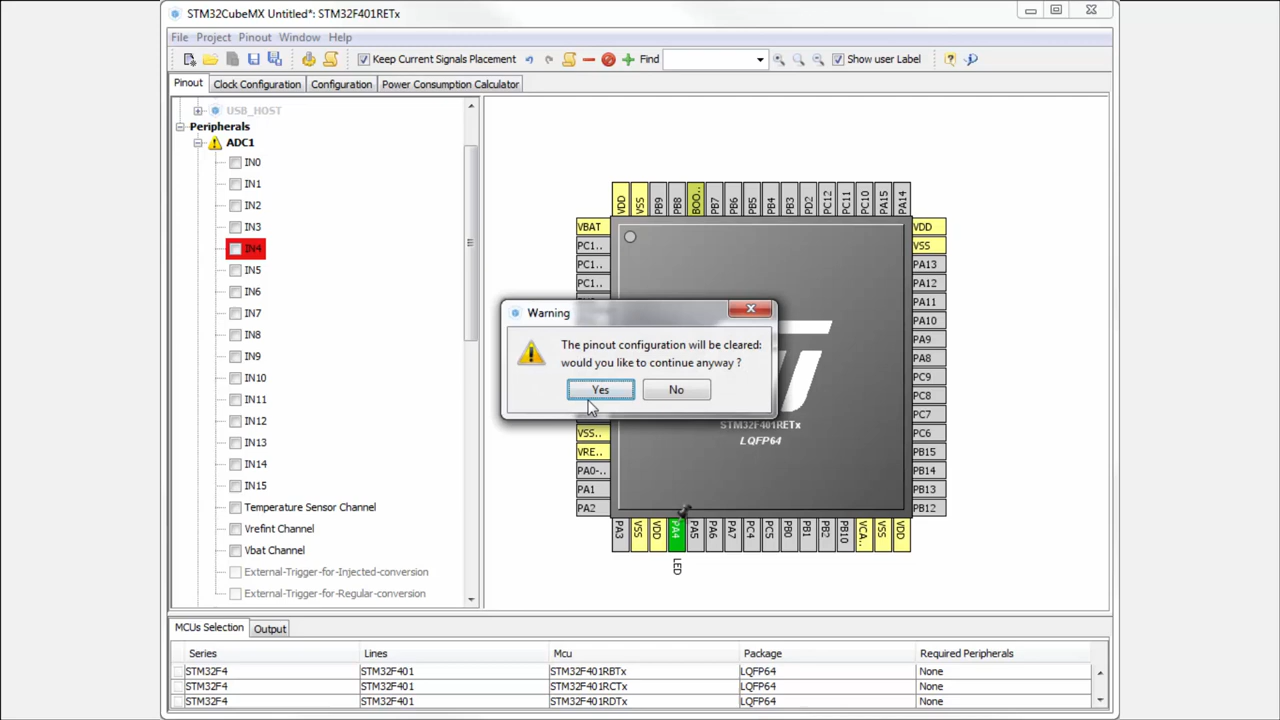 STM32CubeMX Untitled*: STM32F401RETx
File Project Pinout Window Help
Keep Current Signals Placement Find Show user Label
Pinout Clock Configuration Configuration Power Consumption Calculator
USB_HOST
Peripherals
ADC1
IN0
IN1
IN2
IN3
IN4
IN5
IN6
IN7
IN8
IN9
IN10
IN11
IN12
IN13
IN14
IN15
Temperature Sensor Channel
Vrefint Channel
Vbat Channel
External-Trigger-for-Injected-conversion
External-Trigger-for-Regular-conversion
VDD VSS PB9 PB8 BOO.. PB7 PB6 PB5 PB4 PB3 PD2 PC12 PC11 PC10 PA15 PA14
VBAT
PC1..
PC1..
PC1..
VSS..
VRE..
PA0-..
PA1
PA2
VDD
VSS
PA13
PA12
PA11
PA10
PA9
PA8
PC9
PC8
PC7
PC6
PB15
PB14
PB13
PB12
Warning
The pinout configuration will be cleared:
would you like to continue anyway ?
Yes No
STM32F401RETx
LQFP64
PA3 VSS VDD PA4 PA5 PA6 PA7 PC4 PC5 PB0 PB1 PB2 PB10 VCA.. VSS VDD
LED
MCUs Selection Output
Series Lines Mcu Package Required Peripherals
STM32F4 STM32F401 STM32F401RBTx LQFP64 None
STM32F4 STM32F401 STM32F401RCTx LQFP64 None
STM32F4 STM32F401 STM32F401RDTx LQFP64 None